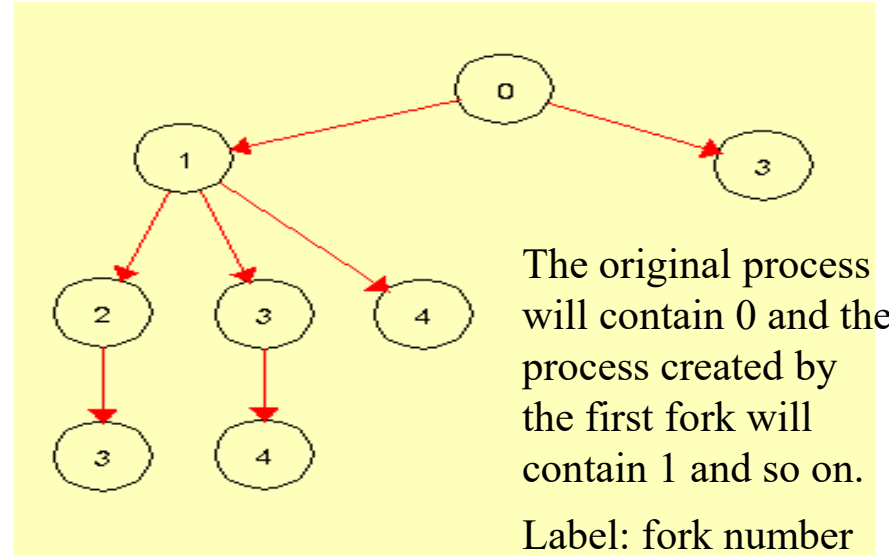 0
1
3
2
3
4
3
4
The original process
will contain 0 and the
process created by
the first fork will
contain 1 and so on.
Label: fork number